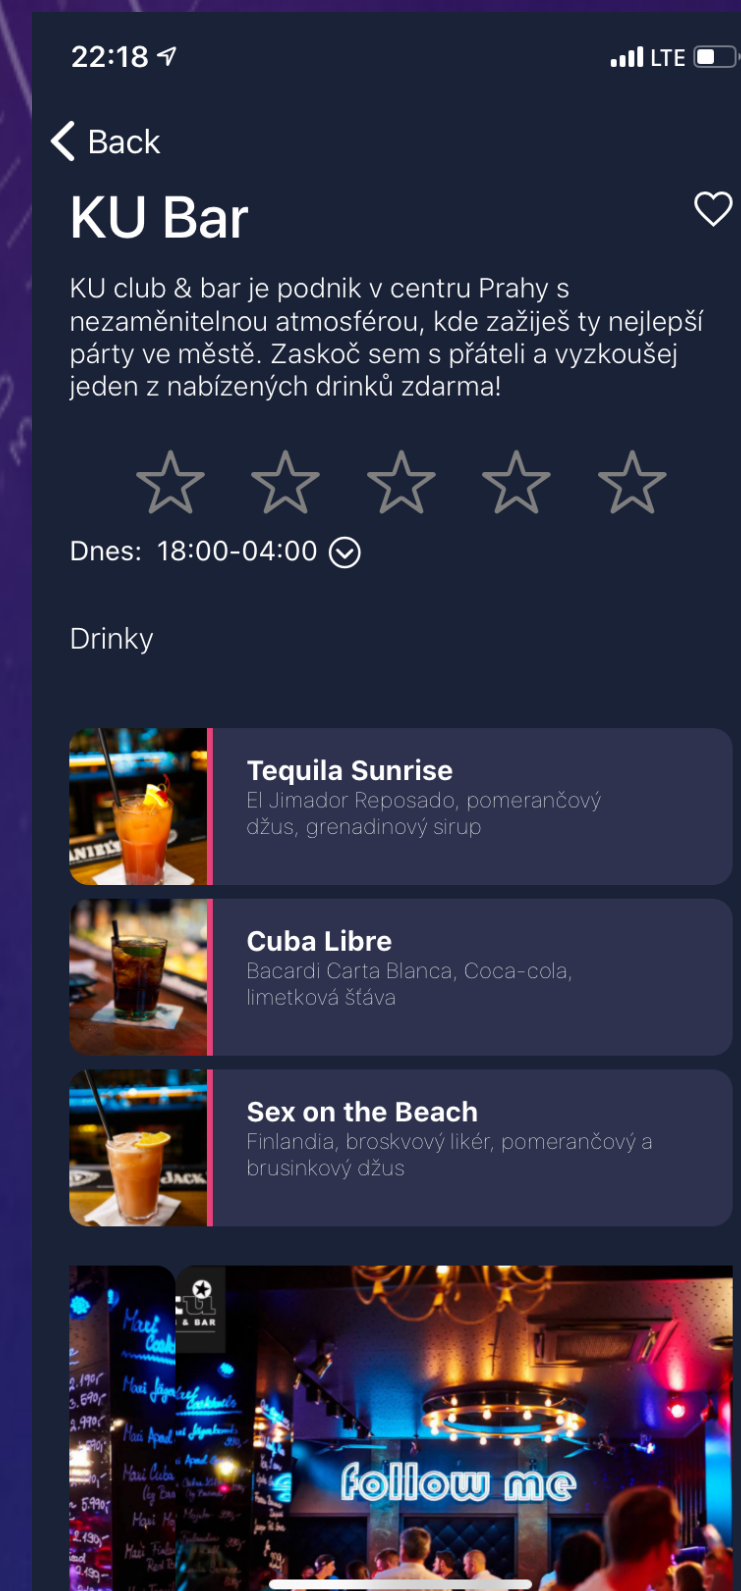 22:18
LTE
Back
KU Bar
KU club & bar je podnik v centru Prahy s
nezaměnitelnou atmosférou, kde zažiješ ty nejlepší
párty ve městě. Zaskoč sem s přáteli a vyzkoušej
jeden z nabízených drinků zdarma!
Dnes: 18:00-04:00
Drinky
Tequila Sunrise
El Jimador Reposado, pomerančový
džus, grenadinový sirup
Cuba Libre
Bacardi Carta Blanca, Coca-cola,
limetková šťáva
Sex on the Beach
Finlandia, broskvový likér, pomerančový a
brusinkový džus
JACK
& BAR
follow me